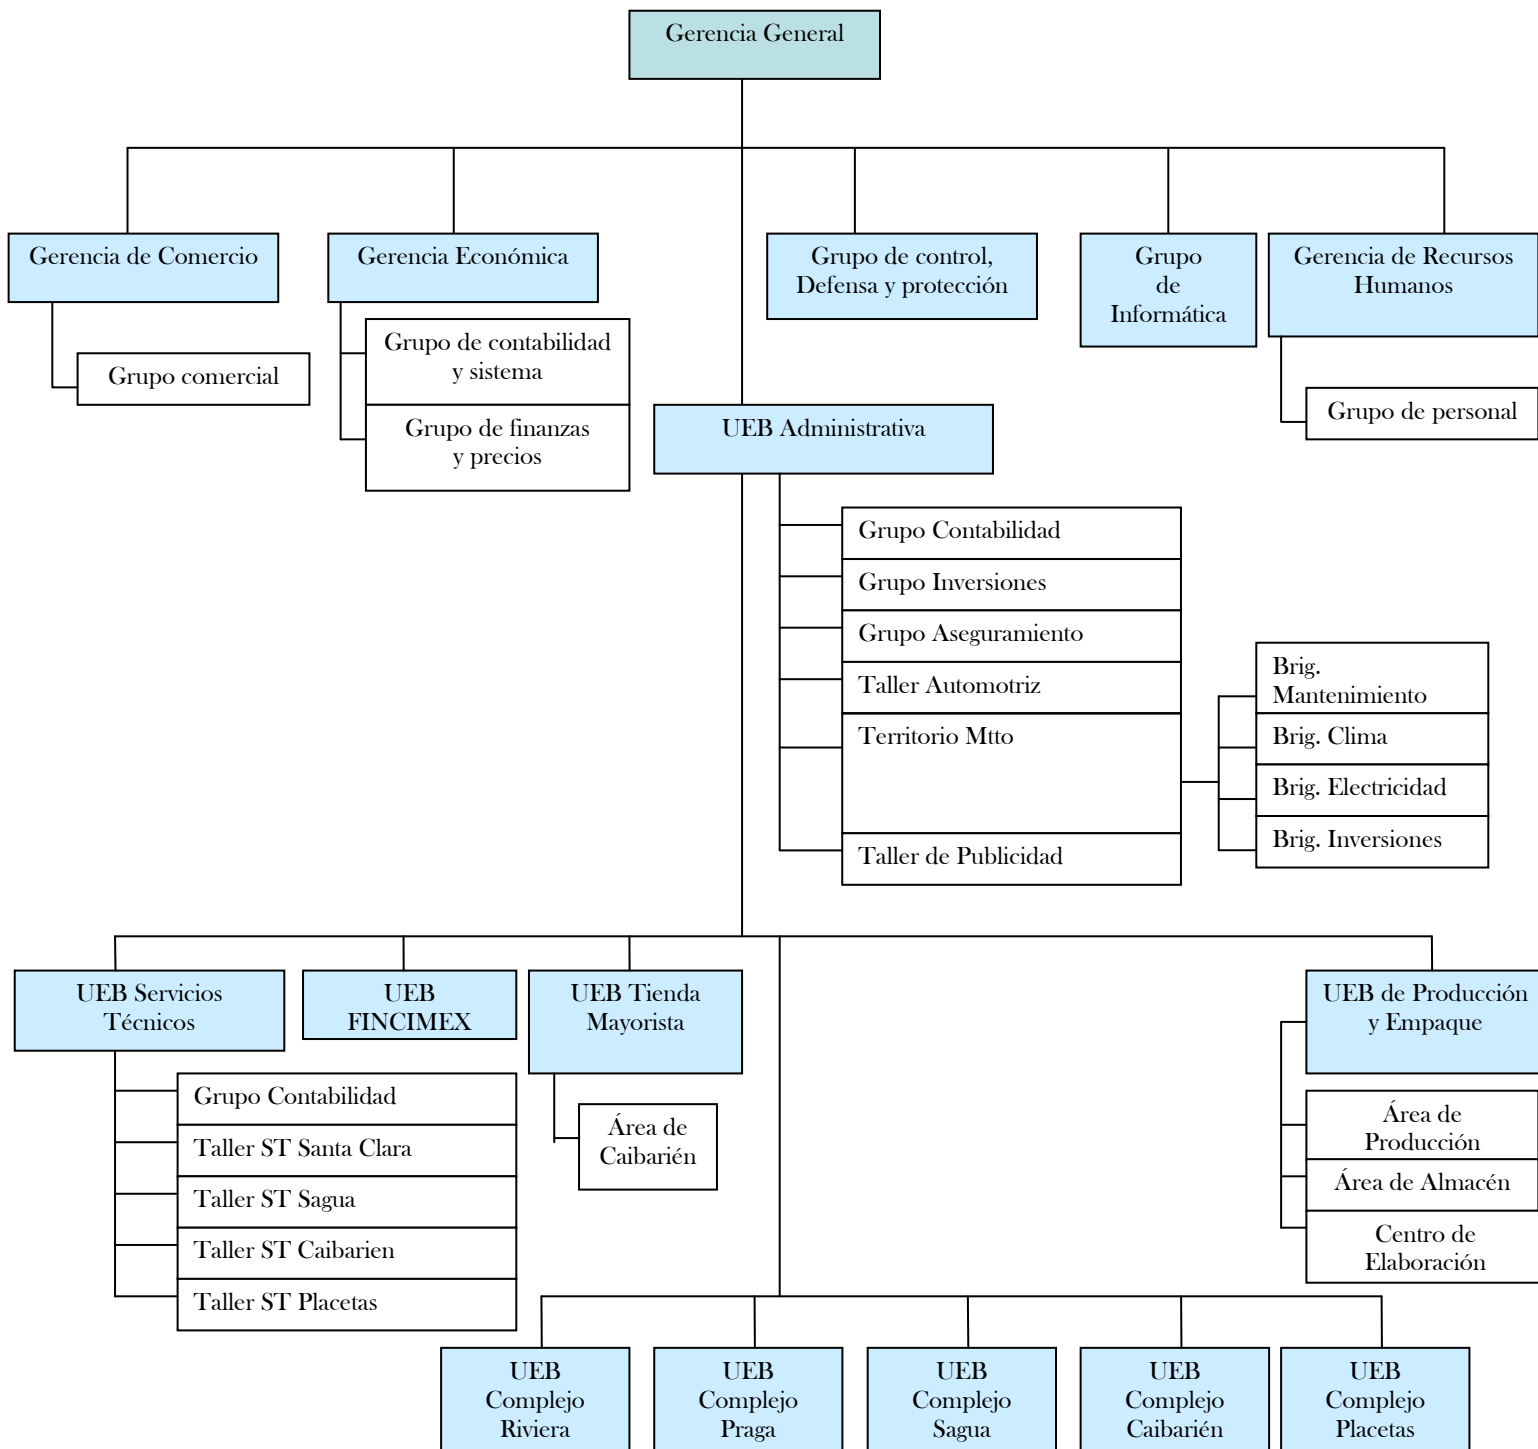 Gerencia General
Gerencia de Comercio
Gerencia Económica
Grupo de control,
Defensa y protección
Grupo
de
Informática
Gerencia de Recursos
Humanos
Grupo comercial
Grupo de contabilidad
y sistema
Grupo de finanzas
y precios
Grupo de personal
UEB Administrativa
Grupo Contabilidad
Grupo Inversiones
Grupo Aseguramiento
Taller Automotriz
Territorio Mtto
Taller de Publicidad
Brig.
Mantenimiento
Brig. Clima
Brig. Electricidad
Brig. Inversiones
UEB Servicios
Técnicos
UEB
FINCIMEX
UEB Tienda
Mayorista
UEB de Producción
y Empaque
Grupo Contabilidad
Taller ST Santa Clara
Taller ST Sagua
Taller ST Caibarien
Taller ST Placetas
Área de
Caibarién
Área de
Producción
Área de Almacén
Centro de
Elaboración
UEB
Complejo
Riviera
UEB
Complejo
Praga
UEB
Complejo
Sagua
UEB
Complejo
Caibarién
UEB
Complejo
Placetas